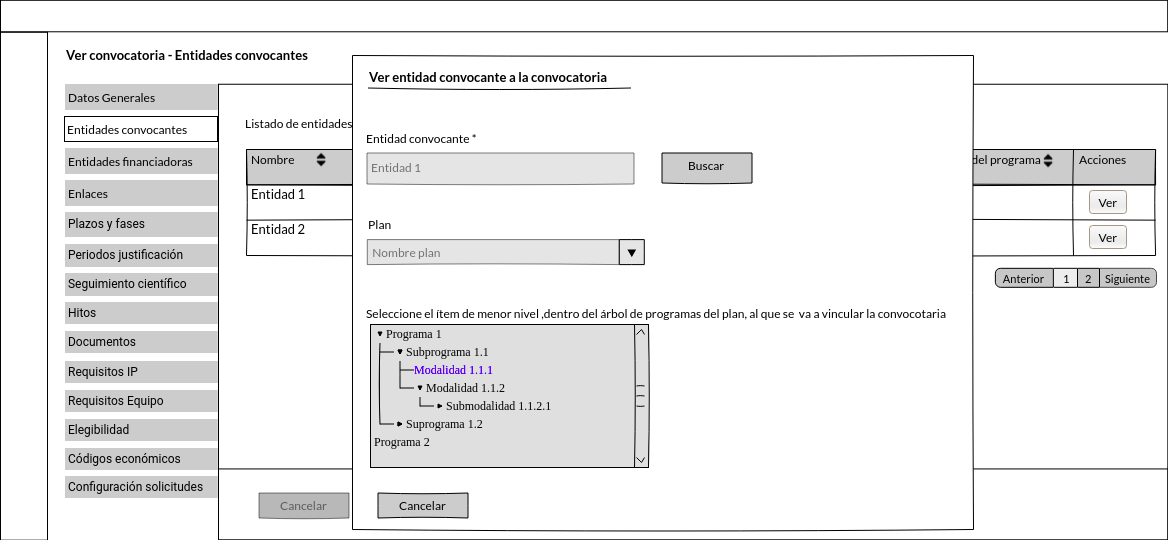 Ver convocatoria - Entidades convocantes
Datos Generales
Entidades convocantes
Entidades financiadoras
Enlaces
Plazos y fases
Periodos justificación
Seguimiento científico
Hitos
Documentos
Requisitos IP
Requisitos Equipo
Elegibilidad
Códigos económicos
Configuración solicitudes
Listado de entidades
Nombre
del programa
Acciones
Entidad 1
Ver
Entidad 2
Ver
Anterior 1 2 Siguiente
Cancelar
Ver entidad convocante a la convocatoria
Entidad convocante *
Entidad 1
Buscar
Plan
Nombre plan
Seleccione el ítem de menor nivel ,dentro del árbol de programas del plan, al que se va a vincular la convocotaria
Programa 1
Subprograma 1.1
Modalidad 1.1.1
Modalidad 1.1.2
Submodalidad 1.1.2.1
Suprograma 1.2
Programa 2
Cancelar